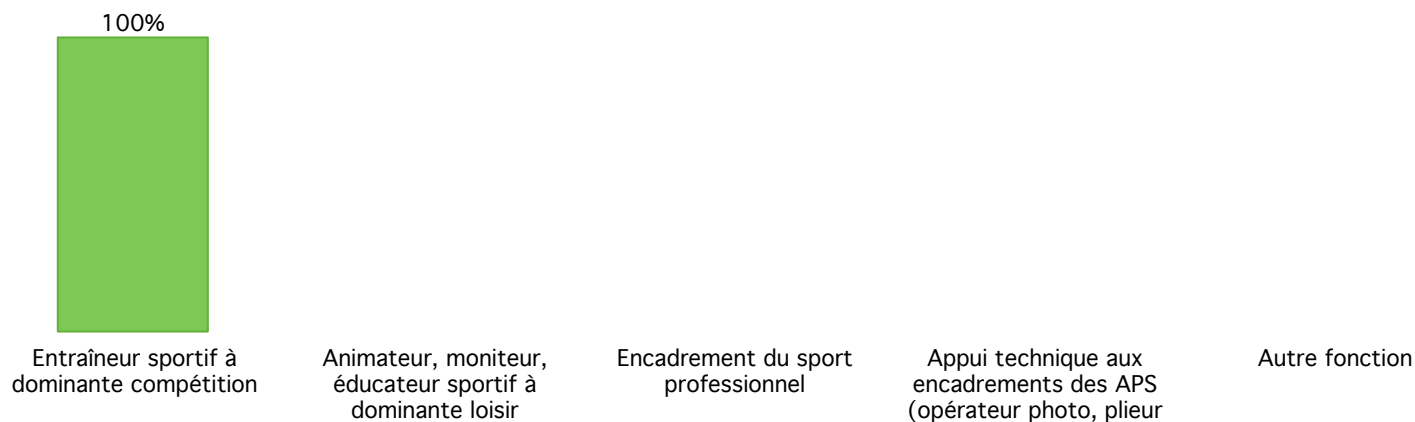 100%
Entraîneur sportif à
dominante compétition
Animateur, moniteur,
éducateur sportif à
dominante loisir
Encadrement du sport
professionnel
Appui technique aux
encadrements des APS
(opérateur photo, plieur
Autre fonction